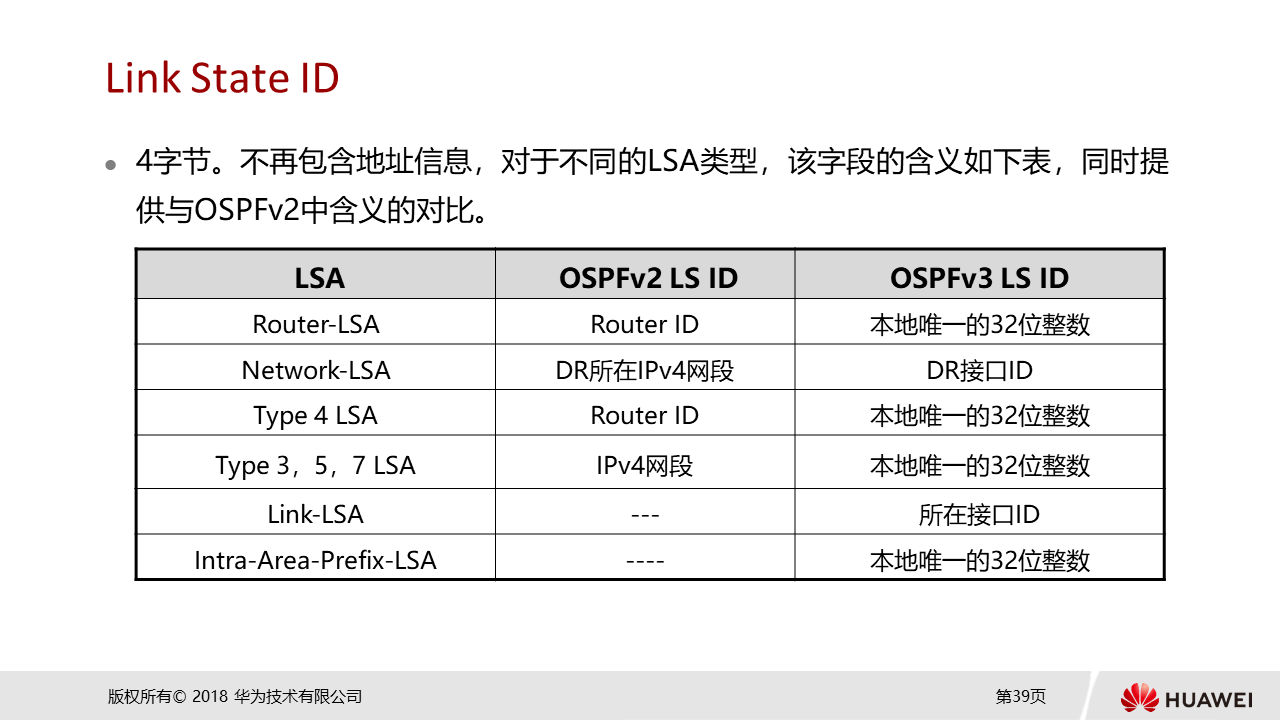 Link State ID
● 4字节。不再包含地址信息，对于不同的LSA类型，该字段的含义如下表，同时提
供与OSPFv2中含义的对比。
LSA OSPFv2 LS ID OSPFv3 LS ID
Router-LSA Router ID 本地唯一的32位整数
Network-LSA DR所在IPv4网段 DR接口ID
Type 4 LSA Router ID 本地唯一的32位整数
Type 3，5，7 LSA IPv4网段 本地唯一的32位整数
Link-LSA --- 所在接口ID
Intra-Area-Prefix-LSA ---- 本地唯一的32位整数
版权所有© 2018 华为技术有限公司 第39页 HUAWEI